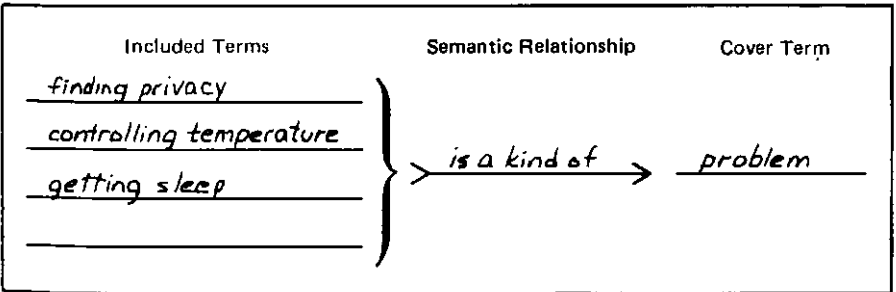 Included Terms Semantic Relationship Cover Term
finding privacy
controlling temperature
is a kind of problem
getting sleep